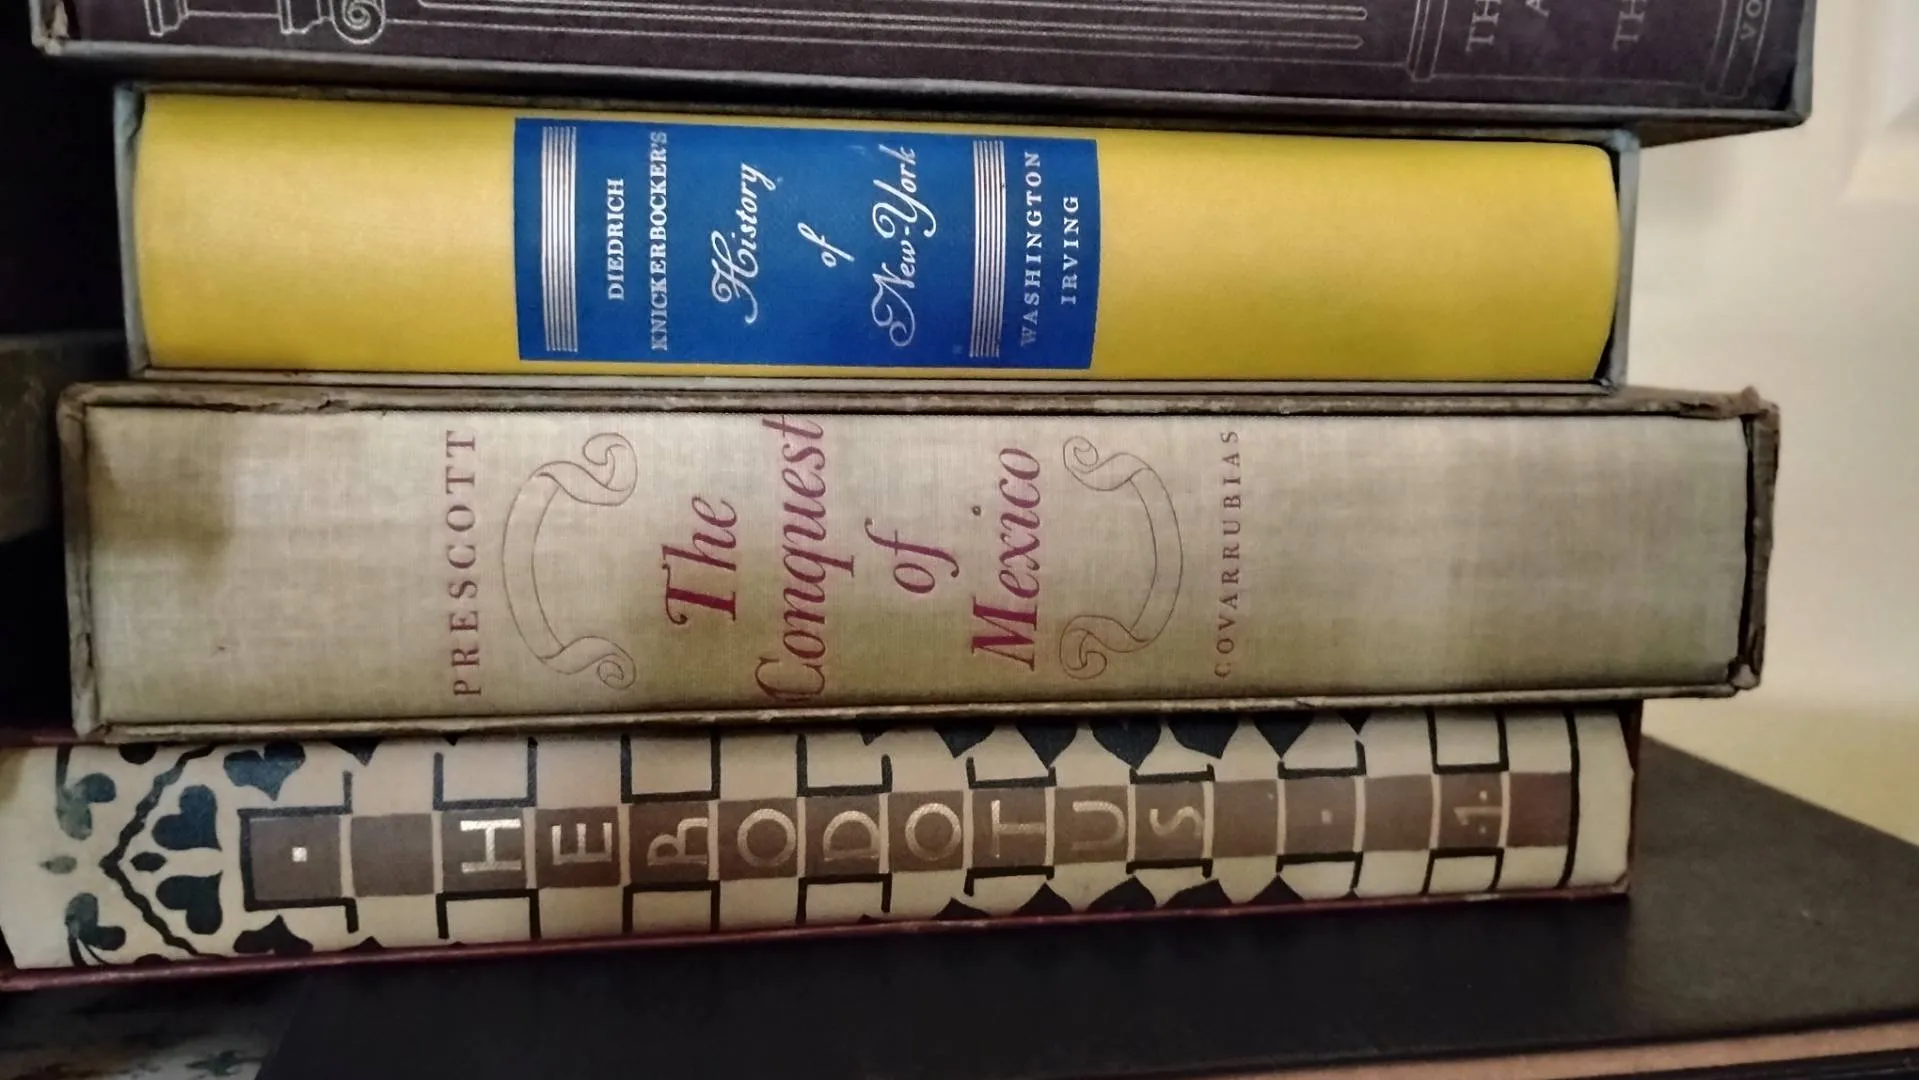 DIEDRICH
KNICKERBOCKER'S
History
of
New-York
WASHINGTON
IRVING
PRESCOTT
The
Conquest
of
Mexico
COVARRUBIAS
· HERODOTUS · ·1·